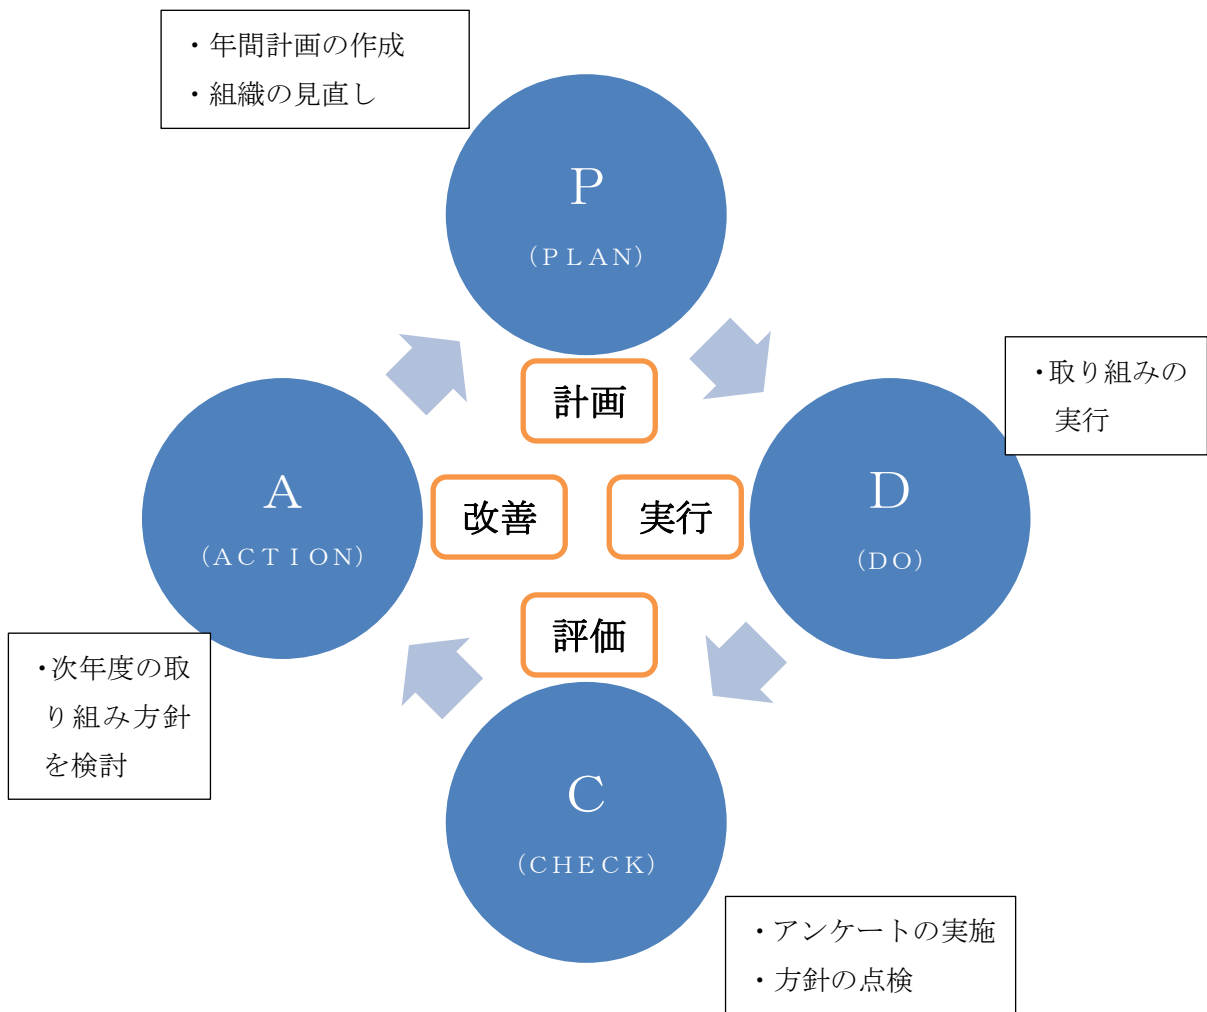 ・年間計画の作成
・組織の見直し
P
（ＰＬＡＮ）
計画
・取り組みの
実行
D
（ＤＯ）
実行
A
（ＡＣＴＩＯＮ）
改善
評価
・次年度の取
り組み方針
を検討
C
（ＣＨＥＣＫ）
・アンケートの実施
・方針の点検